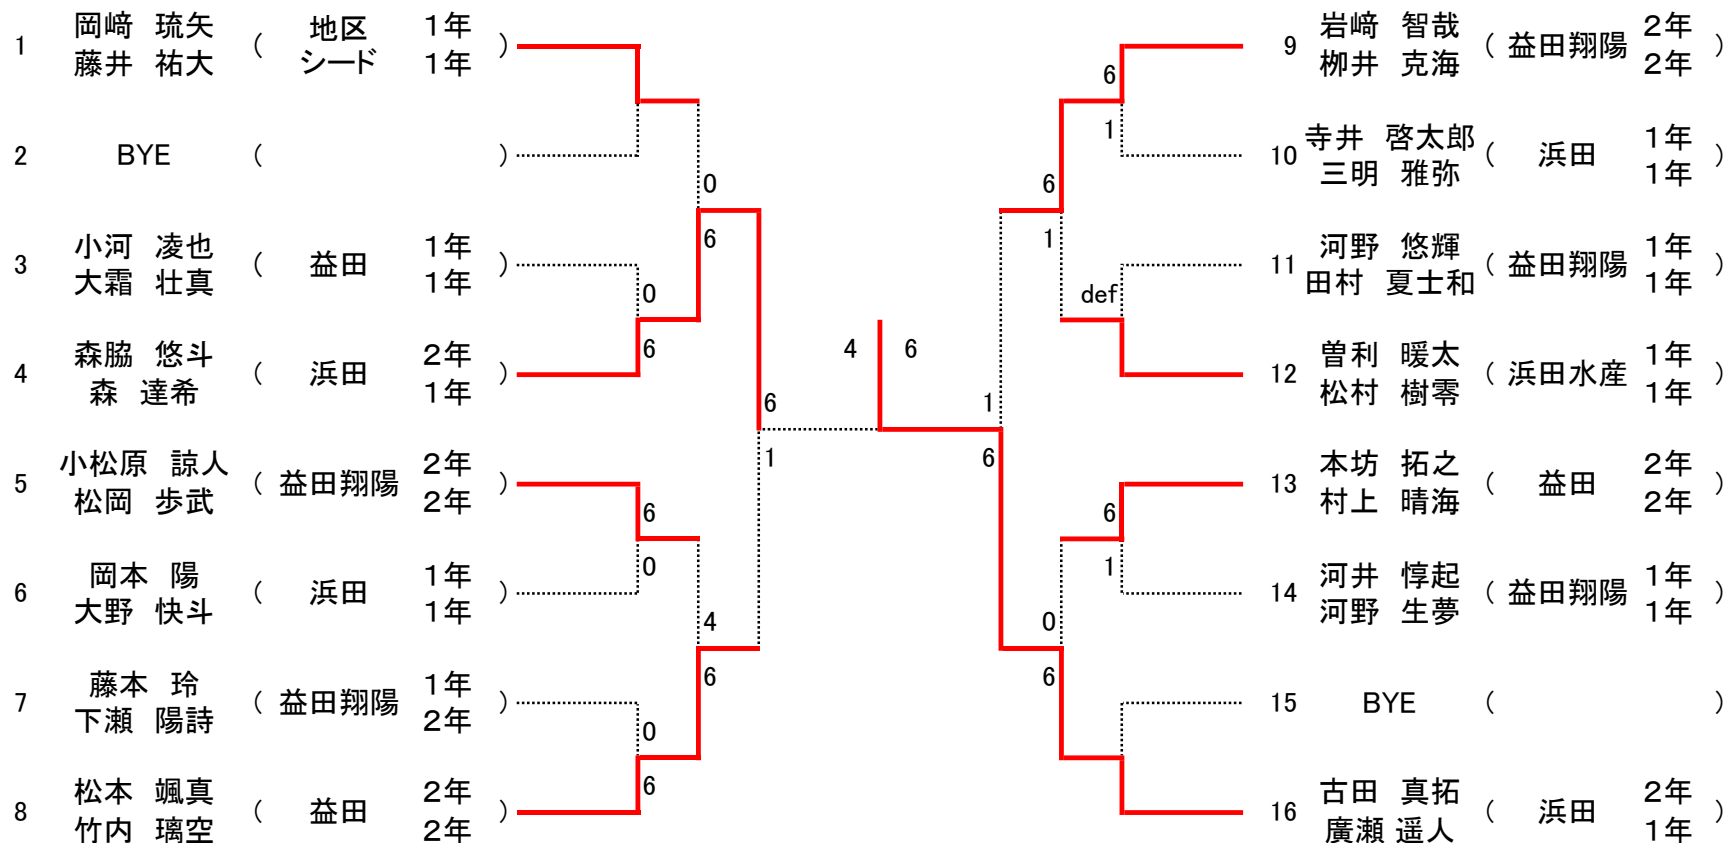 1 岡﨑 琉矢 ( 地区 1年 )
藤井 祐大 シード 1年
2 BYE ( )
3 小河 凌也 ( 益田 1年 )
大霜 壮真 1年
4 森脇 悠斗 ( 浜田 2年 )
森 達希 1年
5 小松原 諒人 ( 益田翔陽 2年 )
松岡 歩武 2年
6 岡本 陽 ( 浜田 1年 )
大野 快斗 1年
7 藤本 玲 ( 益田翔陽 1年 )
下瀬 陽詩 2年
8 松本 颯真 ( 益田 2年 )
竹内 璃空 2年
0
6
0
6
6
0
4
6
0
6
6
1
4 6
6
1
6
1
def
1
6
6
1
0
6
9 岩﨑 智哉 ( 益田翔陽 2年 )
栁井 克海 2年
10 寺井 啓太郎 ( 浜田 1年 )
三明 雅弥 1年
11 河野 悠輝 ( 益田翔陽 1年 )
田村 夏士和 1年
12 曽利 暖太 ( 浜田水産 1年 )
松村 樹零 1年
13 本坊 拓之 ( 益田 2年 )
村上 晴海 2年
14 河井 惇起 ( 益田翔陽 1年 )
河野 生夢 1年
15 BYE ( )
16 古田 真拓 ( 浜田 2年 )
廣瀬 遥人 1年